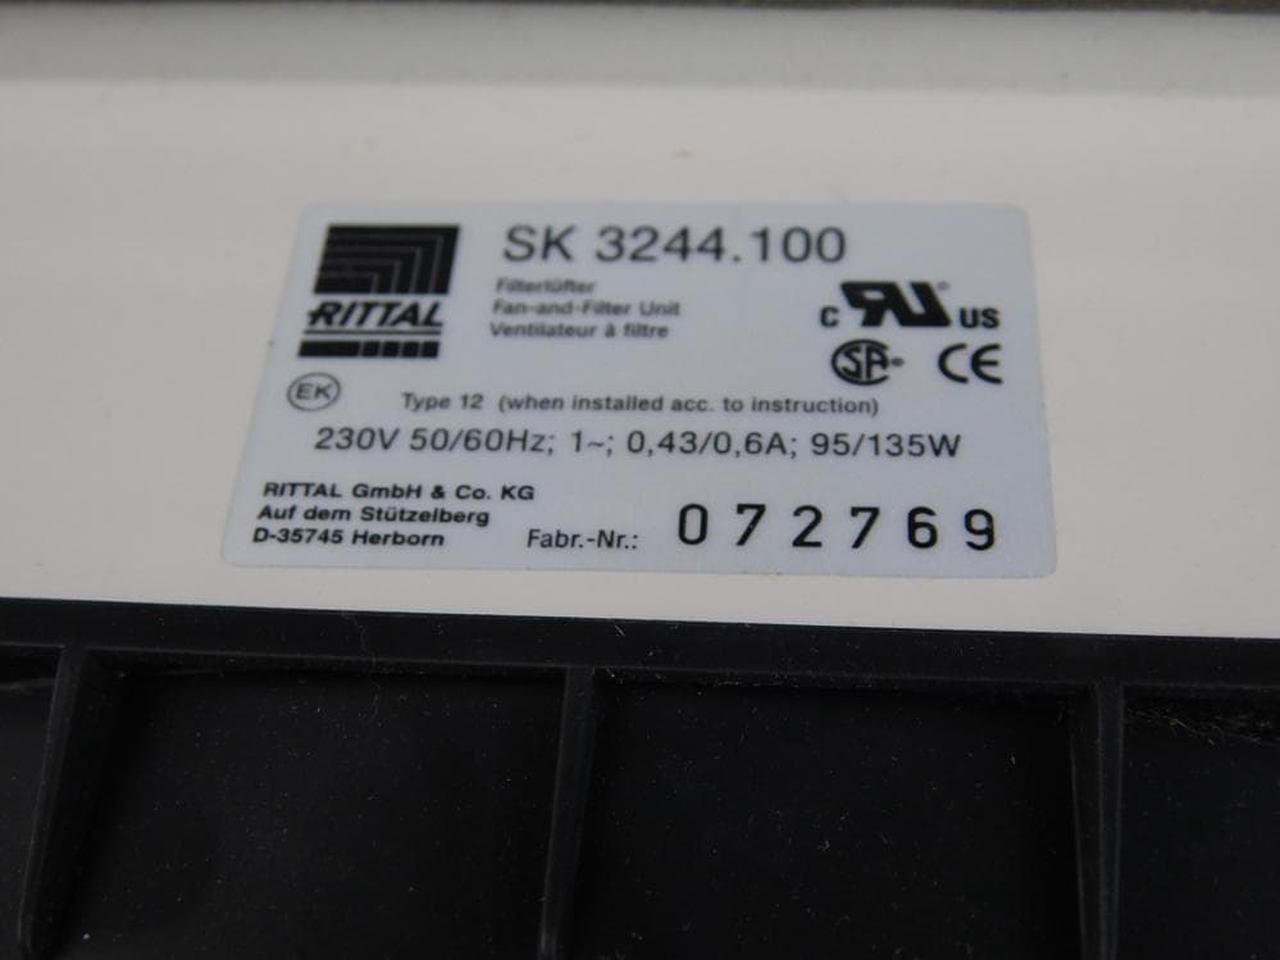 SK 3244.100
Filterlüfter
Fan-and-Filter Unit
Ventilateur à filtre
RITTAL
c RU US
SA CE
EK
Type 12 (when installed acc. to instruction)
230V 50/60Hz; 1~; 0,43/0,6A; 95/135W
RITTAL GmbH & Co. KG
Auf dem Stützelberg
D-35745 Herborn
Fabr.-Nr.: 072769